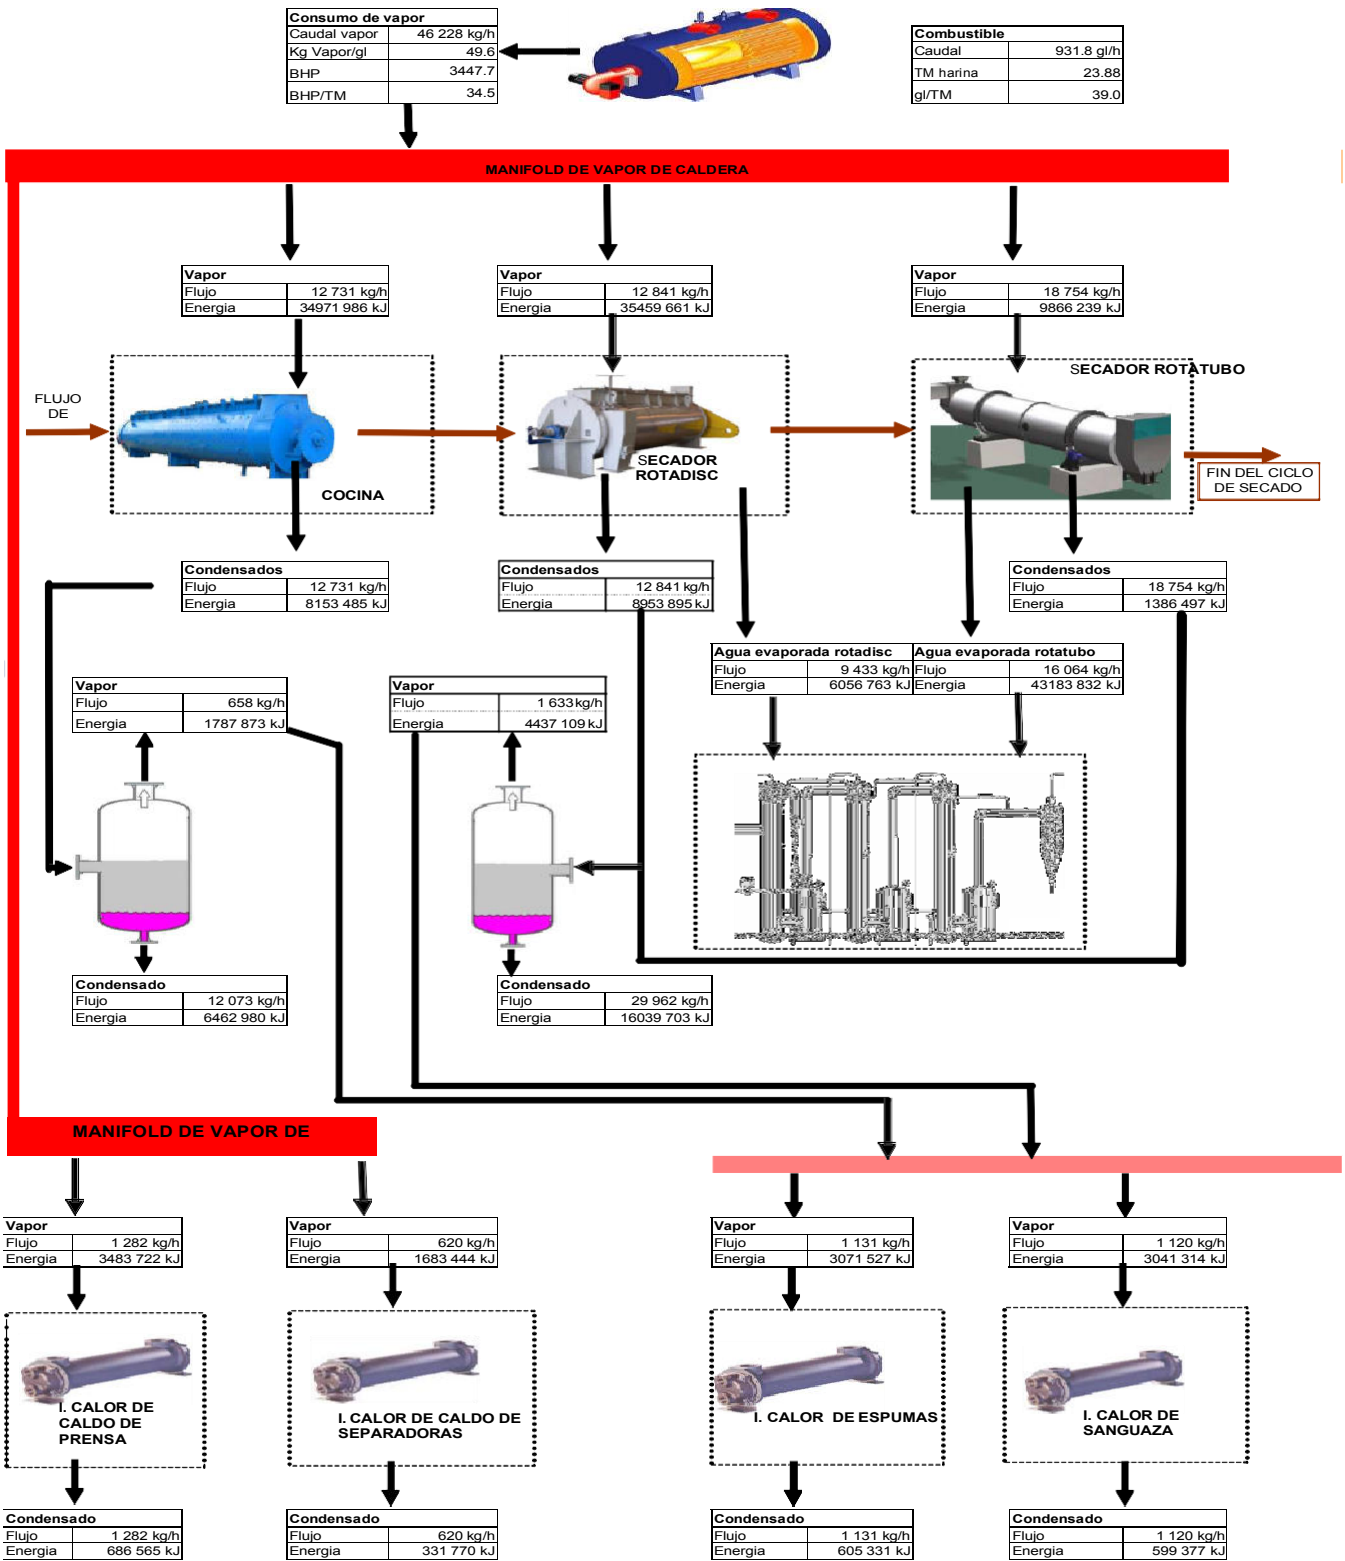 Consumo de vapor
Caudal vapor 46 228 kg/h
Kg Vapor/gl 49.6
BHP 3447.7
BHP/TM 34.5
Combustible
Caudal 931.8 gl/h
TM harina 23.88
gl/TM 39.0
MANIFOLD DE VAPOR DE CALDERA
Vapor
Flujo 12 731 kg/h
Energia 34971 986 kJ
Vapor
Flujo 12 841 kg/h
Energia 35459 661 kJ
Vapor
Flujo 18 754 kg/h
Energia 9866 239 kJ
FLUJO
DE
COCINA
SECADOR
ROTADISC
SECADOR ROTATUBO
FIN DEL CICLO
DE SECADO
Condensados
Flujo 12 731 kg/h
Energia 8153 485 kJ
Condensados
Flujo 12 841 kg/h
Energia 8953 895 kJ
Condensados
Flujo 18 754 kg/h
Energia 1386 497 kJ
Agua evaporada rotadisc
Flujo 9 433 kg/h
Energia 6056 763 kJ
Agua evaporada rotatubo
Flujo 16 064 kg/h
Energia 43183 832 kJ
Vapor
Flujo 658 kg/h
Energia 1787 873 kJ
Vapor
Flujo 1 633 kg/h
Energia 4437 109 kJ
Condensado
Flujo 12 073 kg/h
Energia 6462 980 kJ
Condensado
Flujo 29 962 kg/h
Energia 16039 703 kJ
MANIFOLD DE VAPOR DE
Vapor
Flujo 1 282 kg/h
Energia 3483 722 kJ
Vapor
Flujo 620 kg/h
Energia 1683 444 kJ
Vapor
Flujo 1 131 kg/h
Energia 3071 527 kJ
Vapor
Flujo 1 120 kg/h
Energia 3041 314 kJ
I. CALOR DE
CALDO DE
PRENSA
I. CALOR DE CALDO DE
SEPARADORAS
I. CALOR DE ESPUMAS
I. CALOR DE
SANGUAZA
Condensado
Flujo 1 282 kg/h
Energia 686 565 kJ
Condensado
Flujo 620 kg/h
Energia 331 770 kJ
Condensado
Flujo 1 131 kg/h
Energia 605 331 kJ
Condensado
Flujo 1 120 kg/h
Energia 599 377 kJ